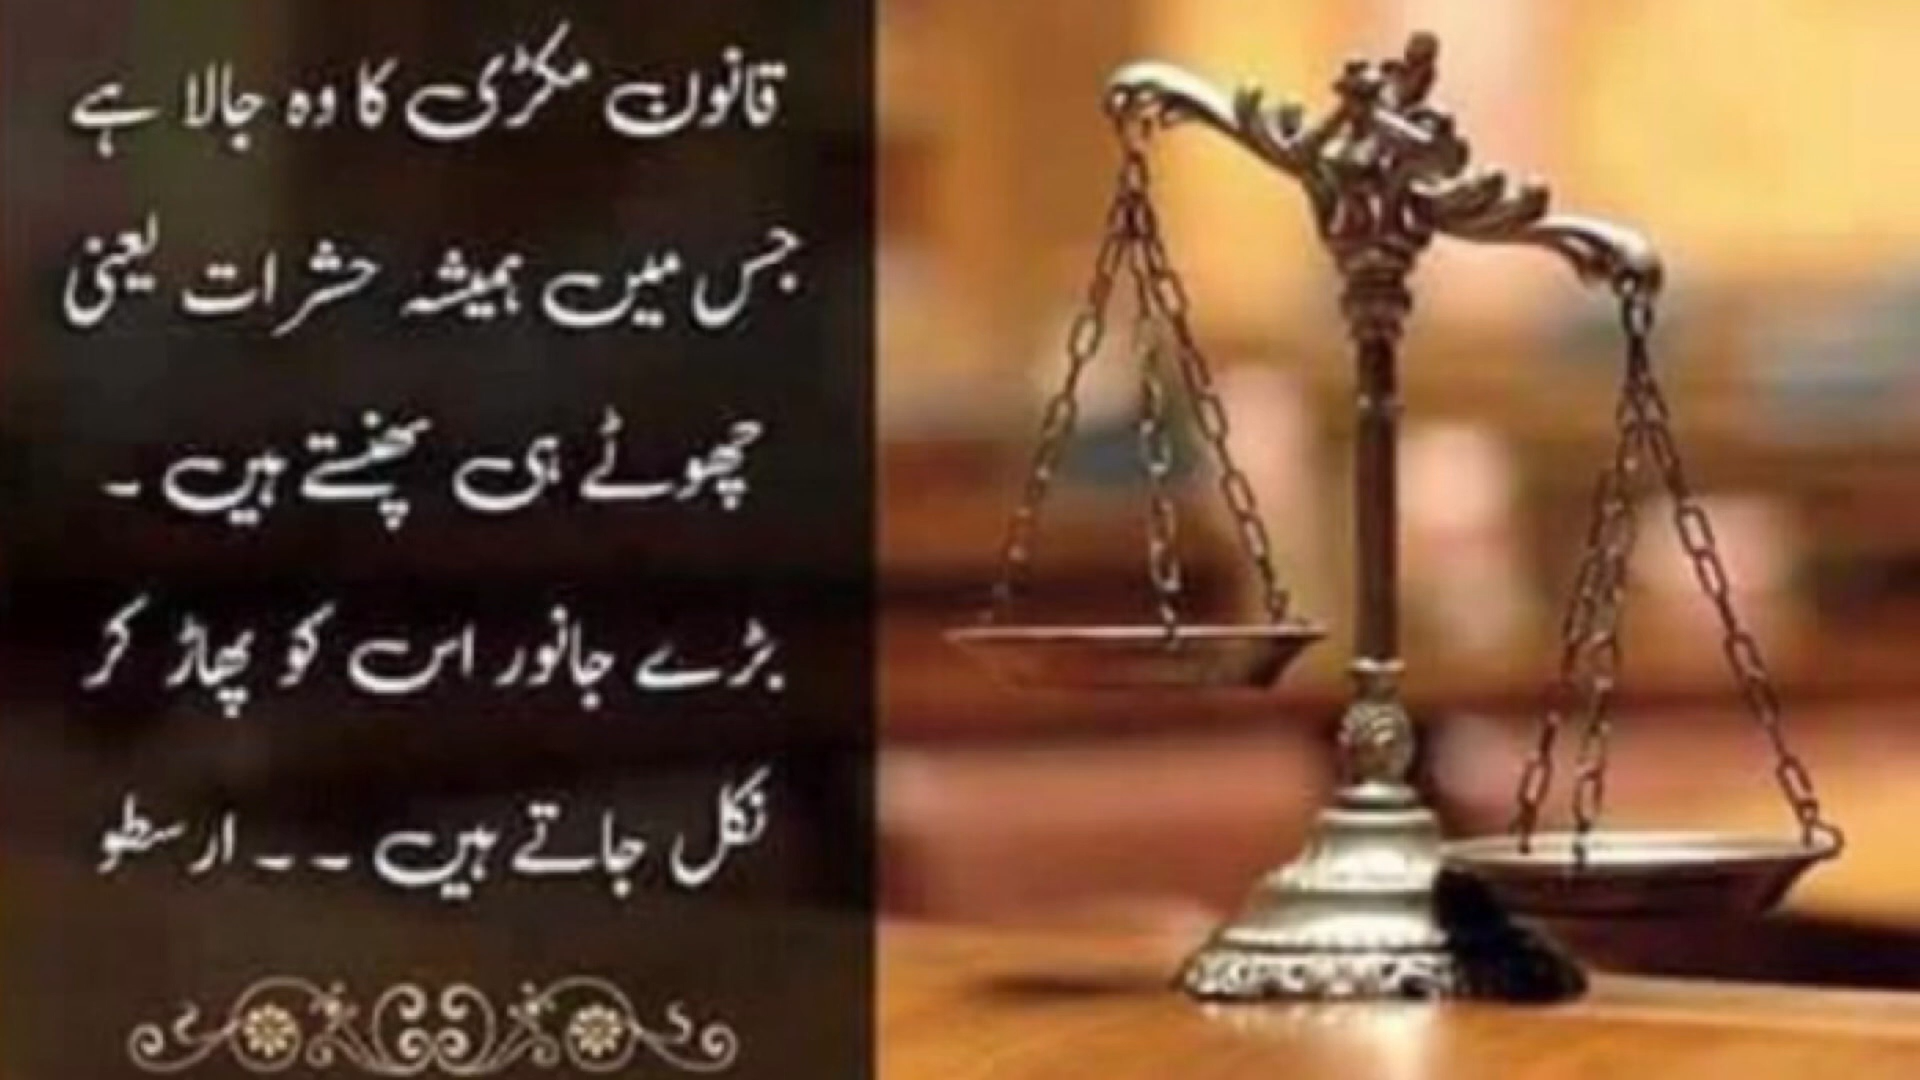 قانون مکڑی کا وہ جالا ہے
جس میں ہمیشہ حشرات یعنی
چھوٹے ہی پھنستے ہیں ۔
بڑے جانور اس کو پھاڑ کر
نکل جاتے ہیں ۔ ۔ ارسطو